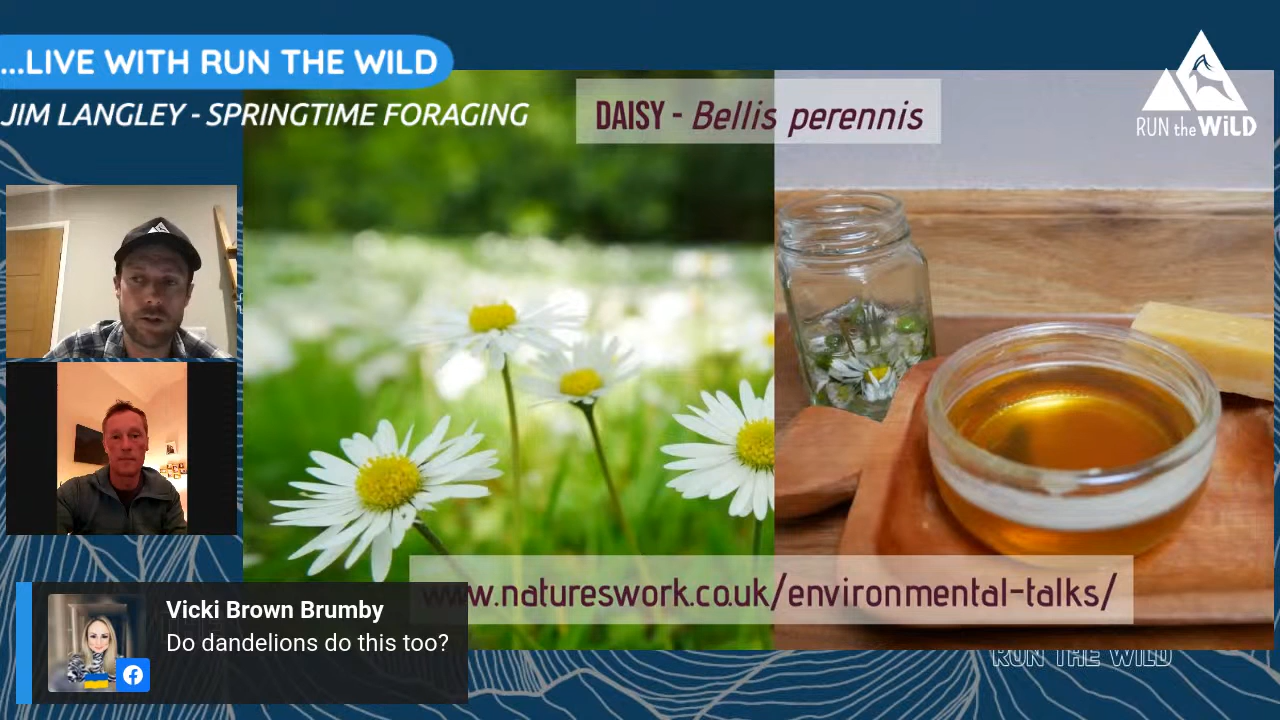 ...LIVE WITH RUN THE WILD
JIM LANGLEY - SPRINGTIME FORAGING
DAISY - Bellis perennis
RUN the WiLD
www.natureswork.co.uk/environmental-talks/
Vicki Brown Brumby
Do dandelions do this too?
RUN THE WILD